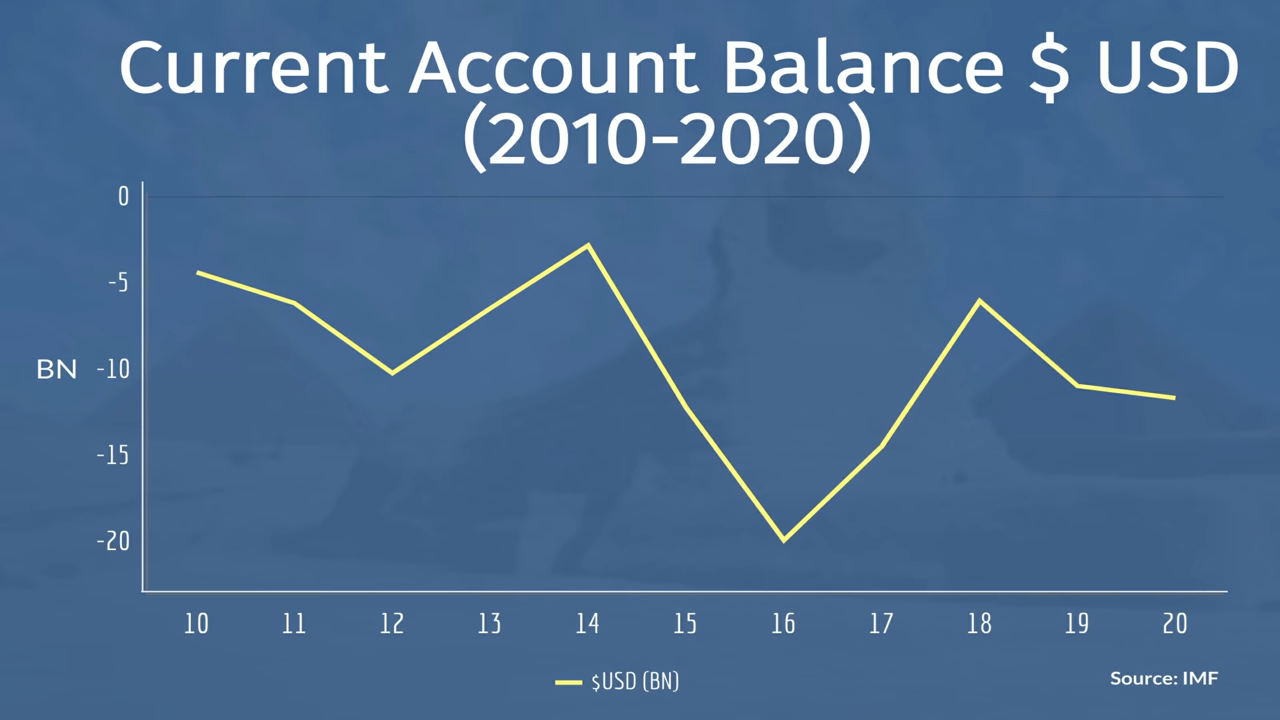 Current Account Balance $ USD
(2010-2020)
0
-5
BN -10
-15
-20
10 11 12 13 14 15 16 17 18 19 20
$USD (BN)
Source: IMF